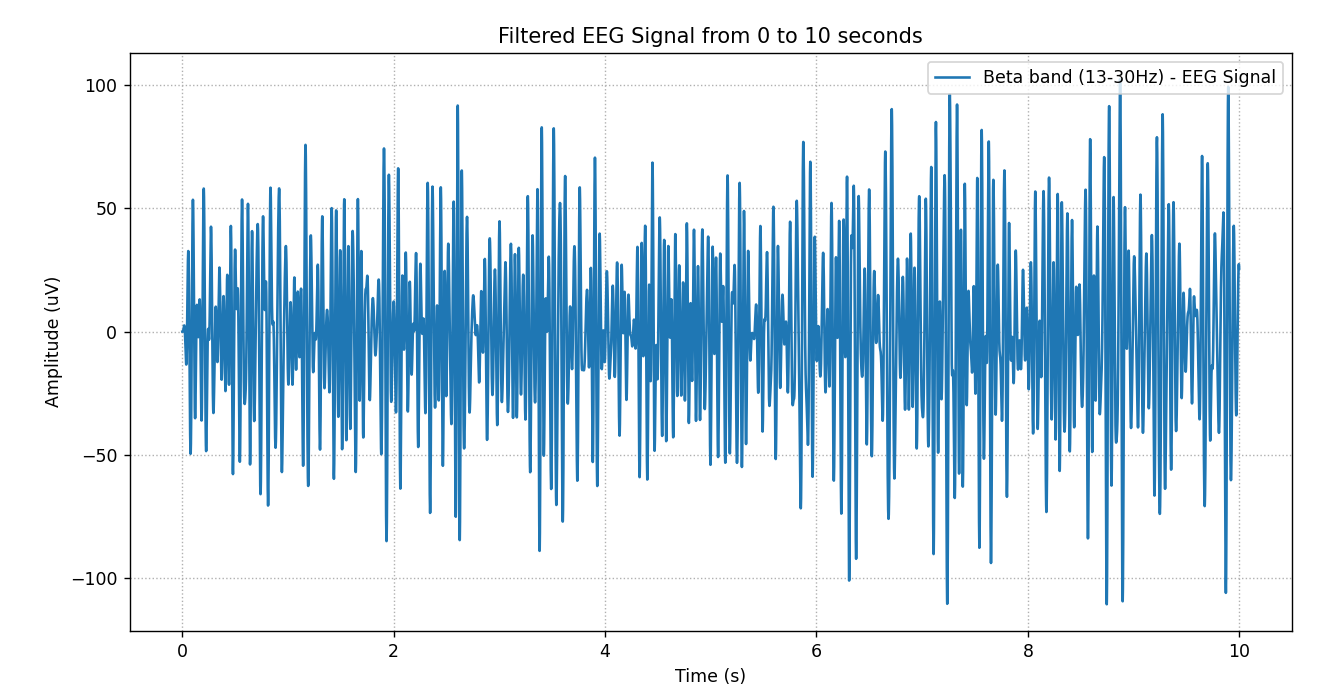 Filtered EEG Signal from 0 to 10 seconds
Beta band (13-30Hz) - EEG Signal
Amplitude (uV)
100
50
0
−50
−100
0 2 4 6 8 10
Time (s)